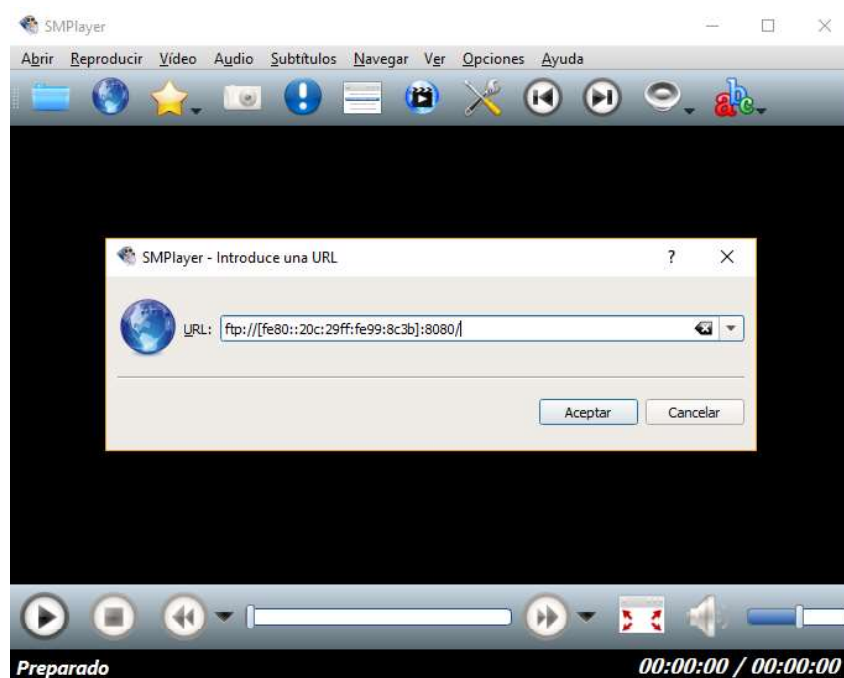 SMPlayer
Abrir Reproducir Vídeo Audio Subtítulos Navegar Ver Opciones Ayuda
abc
SMPlayer - Introduce una URL
URL: ftp://[fe80::20c:29ff:fe99:8c3b]:8080/
Aceptar Cancelar
Preparado 00:00:00 / 00:00:00